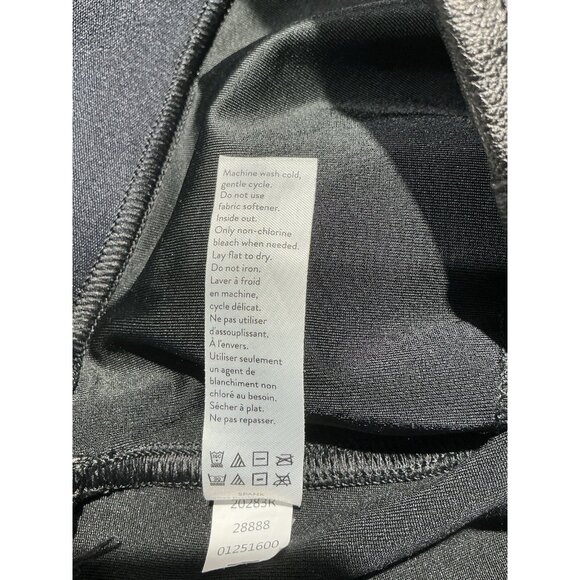 Machine wash cold,
gentle cycle.
Do not use
fabric softener.
Inside out.
Only non-chlorine
bleach when needed.
Lay flat to dry.
Do not iron.
Laver à froid
en machine,
cycle délicat.
Ne pas utiliser
d'assouplissant.
À l'envers.
Utiliser seulement
un agent de
blanchiment non
chloré au besoin.
Sécher à plat.
Ne pas repasser.
SPANX
20283R
28888
01251600